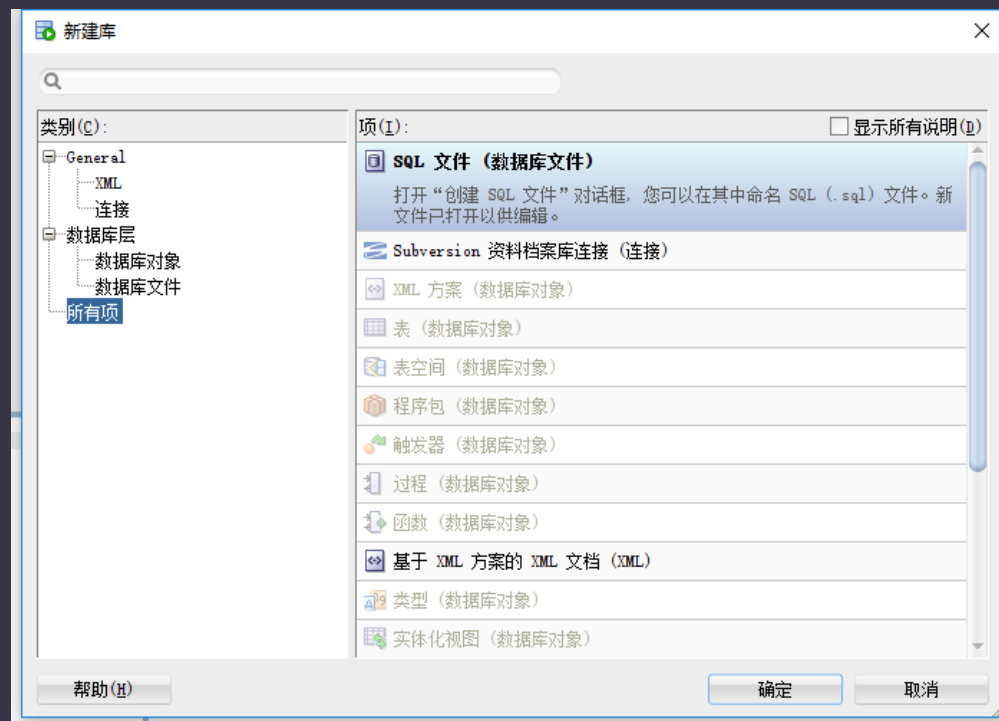 新建库
类别(C):
General
XML
连接
数据库层
数据库对象
数据库文件
所有项
项(I):
显示所有说明(D)
SQL 文件 (数据库文件)
打开“创建 SQL 文件”对话框, 您可以在其中命名 SQL (.sql) 文件。新
文件已打开以供编辑。
Subversion 资料档案库连接 (连接)
XML 方案 (数据库对象)
表 (数据库对象)
表空间 (数据库对象)
程序包 (数据库对象)
触发器 (数据库对象)
过程 (数据库对象)
函数 (数据库对象)
基于 XML 方案的 XML 文档 (XML)
类型 (数据库对象)
实体化视图 (数据库对象)
帮助(H)
确定
取消